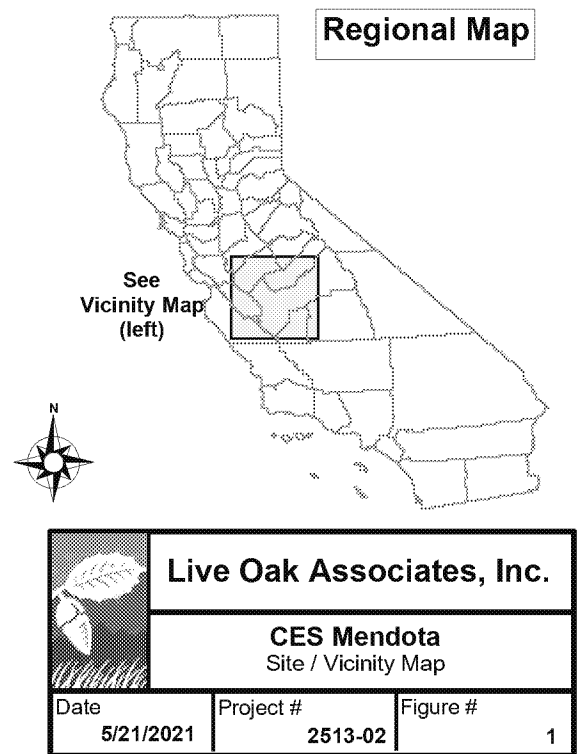 Regional Map
See
Vicinity Map
(left)
N
Live Oak Associates, Inc.
CES Mendota
Site / Vicinity Map
Date
5/21/2021
Project #
2513-02
Figure #
1